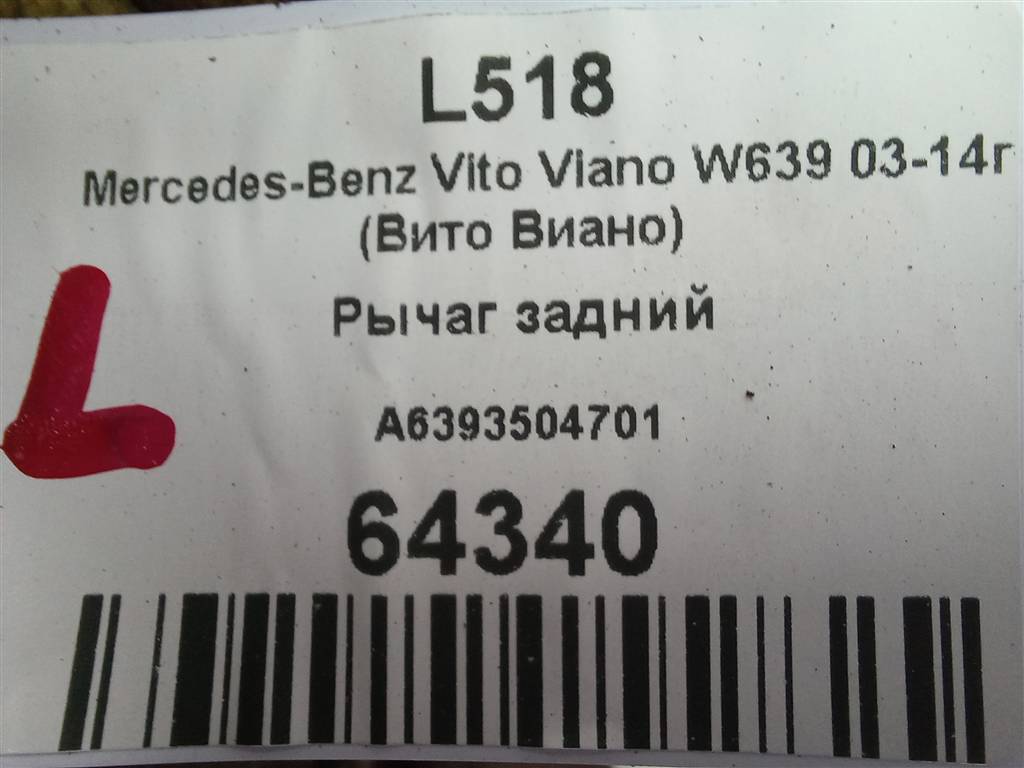 L518
Mercedes-Benz Vito Viano W639 03-14г
(Вито Виано)
L
Рычаг задний
A6393504701
64340